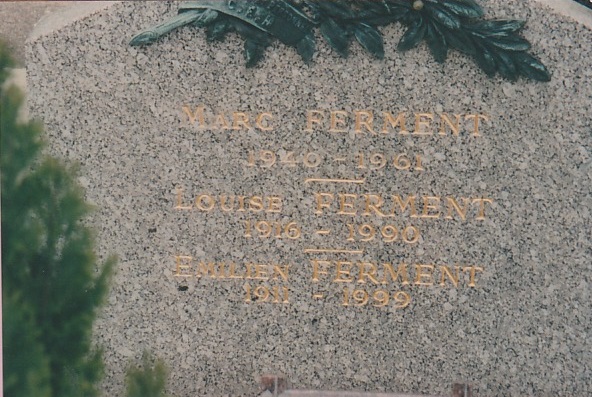 MARC FERMENT
1940 - 1961
LOUISE FERMENT
1916 - 1990
EMILIEN FERMENT
1911 - 1999